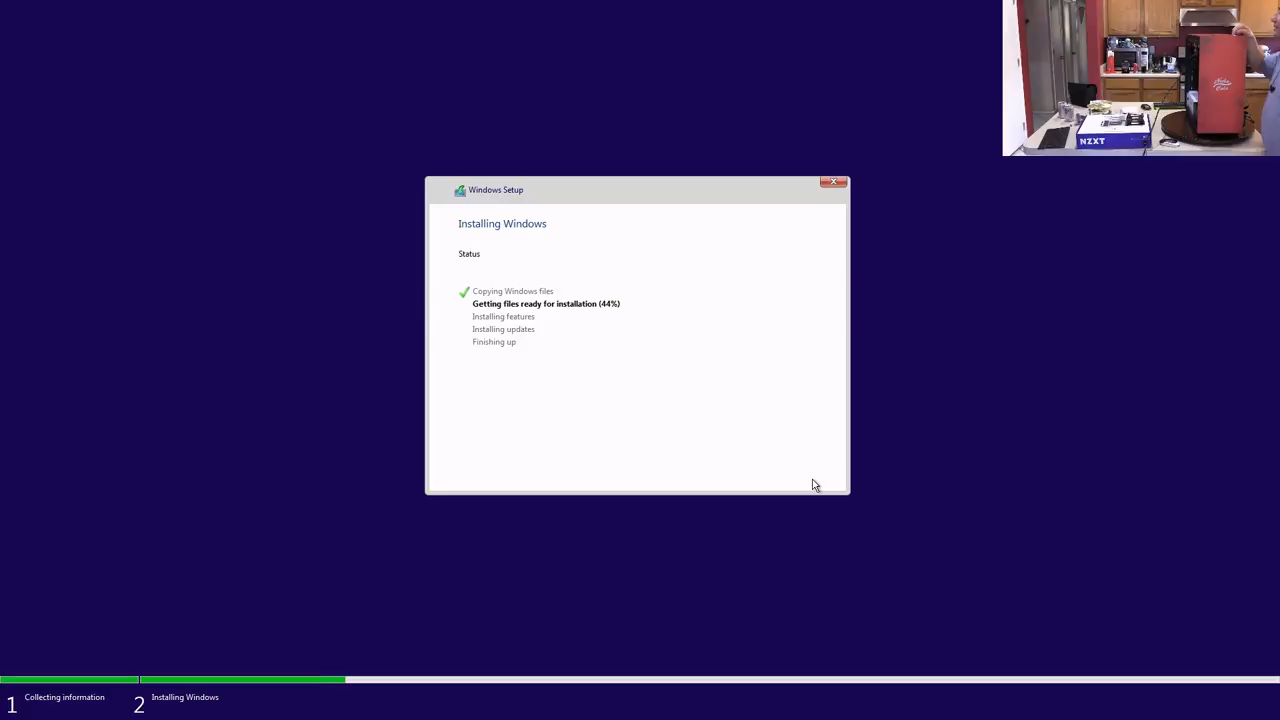 NZXT
Windows Setup
Installing Windows
Status
Copying Windows files
Getting files ready for installation (44%)
Installing features
Installing updates
Finishing up
1 Collecting information
2 Installing Windows